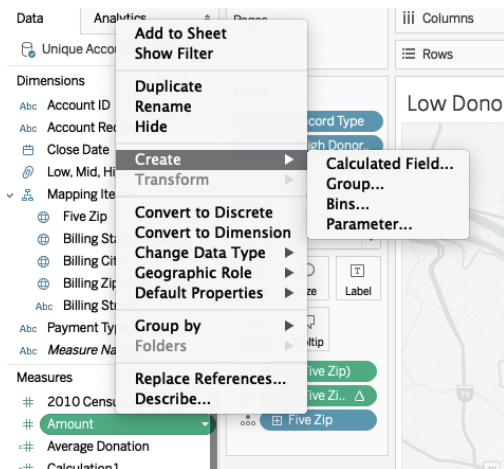 Data
Analytics
Pages
iii Columns
Rows
Unique Accou
Add to Sheet
Show Filter
Duplicate
Rename
Hide
Create
Transform
Convert to Discrete
Convert to Dimension
Change Data Type
Geographic Role
Default Properties
Group by
Folders
Replace References...
Describe...
Calculated Field...
Group...
Bins...
Parameter...
Dimensions
Abc Account ID
Abc Account Rec
Close Date
Low, Mid, Hi
Mapping Ite
Five Zip
Billing Sta
Billing Cit
Billing Zip
Abc Billing Str
Abc Payment Typ
Abc Measure Na
Measures
# 2010 Censu
# Amount
=# Average Donation
=# Calculation1
cord Type
igh Donor..
ze
T
Label
ltip
ive Zip)
ive Zi.. Δ
Five Zip
Low Dono